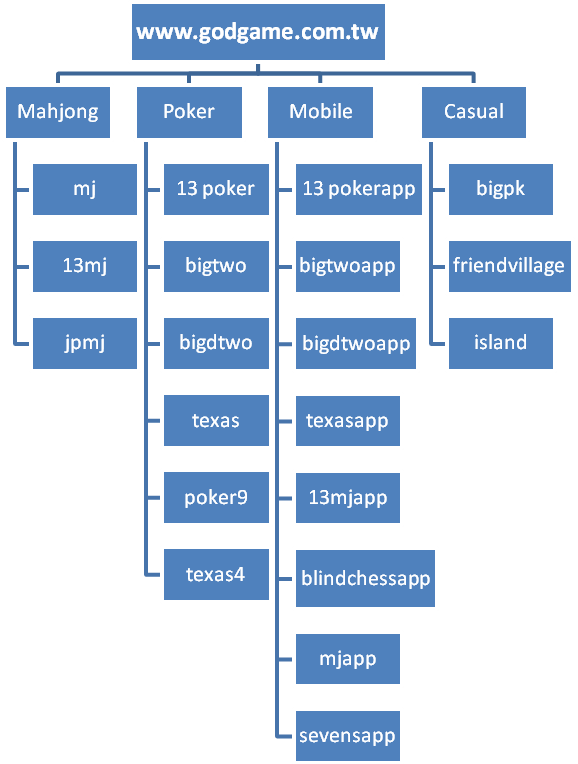 www.godgame.com.tw
Mahjong
mj
13mj
jpmj
Poker
13 poker
bigtwo
bigdtwo
texas
poker9
texas4
Mobile
13 pokerapp
bigtwoapp
bigdtwoapp
texasapp
13mjapp
blindchessapp
mjapp
sevensapp
Casual
bigpk
friendvillage
island